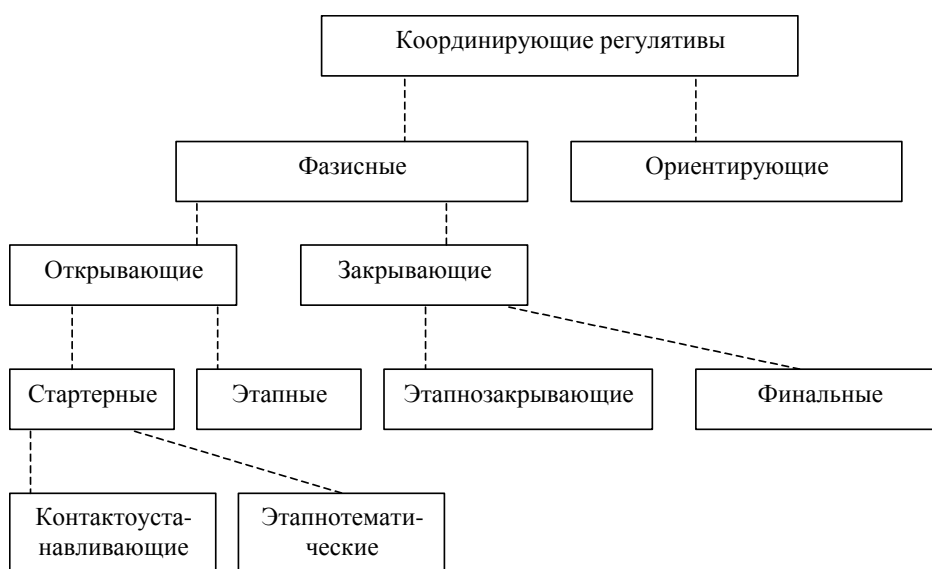 Координирующие регулятивы
Фазисные
Ориентирующие
Открывающие
Закрывающие
Стартерные
Этапные
Этапнозакрывающие
Финальные
Контактоуста-
навливающие
Этапнотемати-
ческие